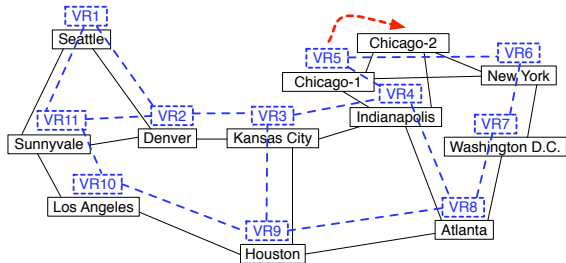 VR1
Seattle
Chicago-2
VR5
VR6
Chicago-1
New York
VR4
VR11
VR2
VR3
Indianapolis
VR7
Sunnyvale
Denver
Kansas City
Washington D.C.
VR10
Los Angeles
VR9
VR8
Houston
Atlanta